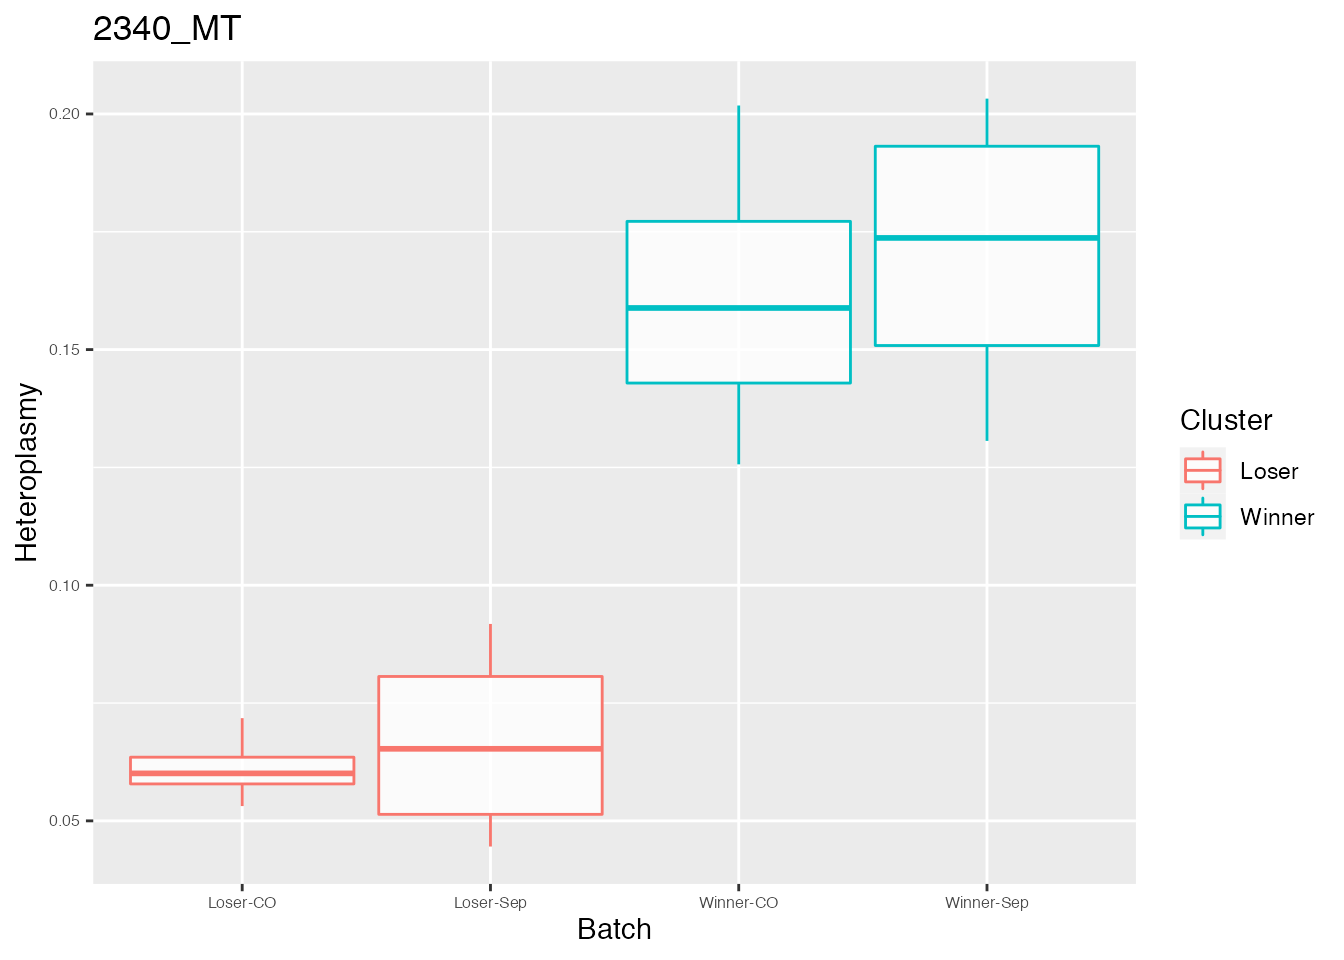 2340_MT
Heteroplasmy
0.20
0.15
0.10
0.05
Loser-CO
Loser-Sep
Winner-CO
Winner-Sep
Batch
Cluster
Loser
Winner